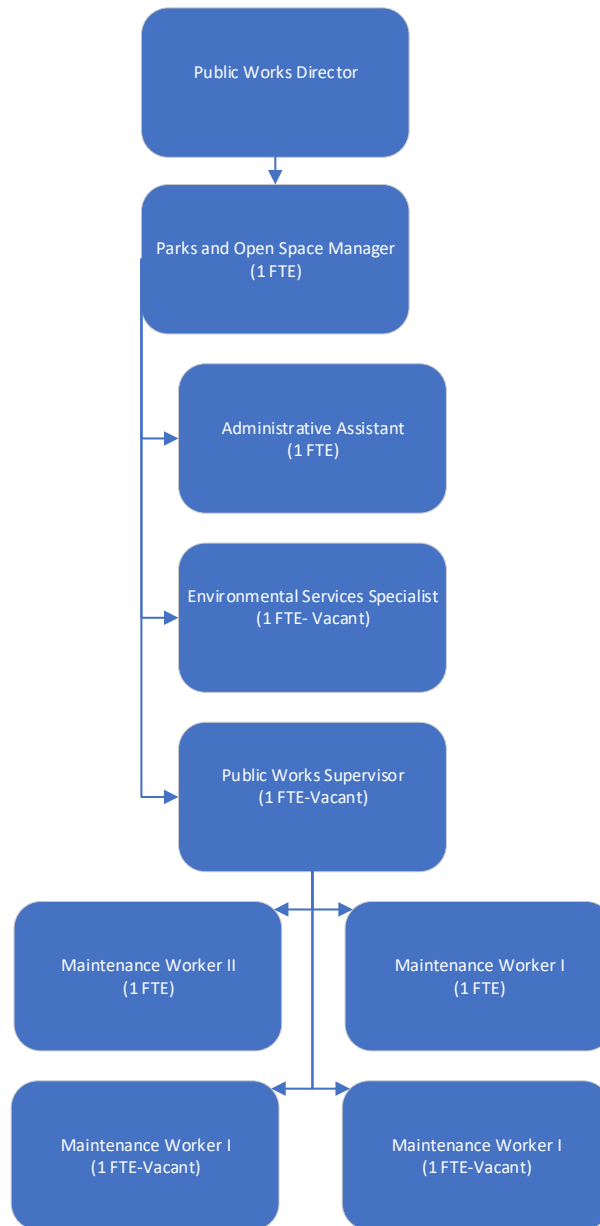 Public Works Director
Parks and Open Space Manager
(1 FTE)
Administrative Assistant
(1 FTE)
Environmental Services Specialist
(1 FTE- Vacant)
Public Works Supervisor
(1 FTE-Vacant)
Maintenance Worker II
(1 FTE)
Maintenance Worker I
(1 FTE)
Maintenance Worker I
(1 FTE-Vacant)
Maintenance Worker I
(1 FTE-Vacant)